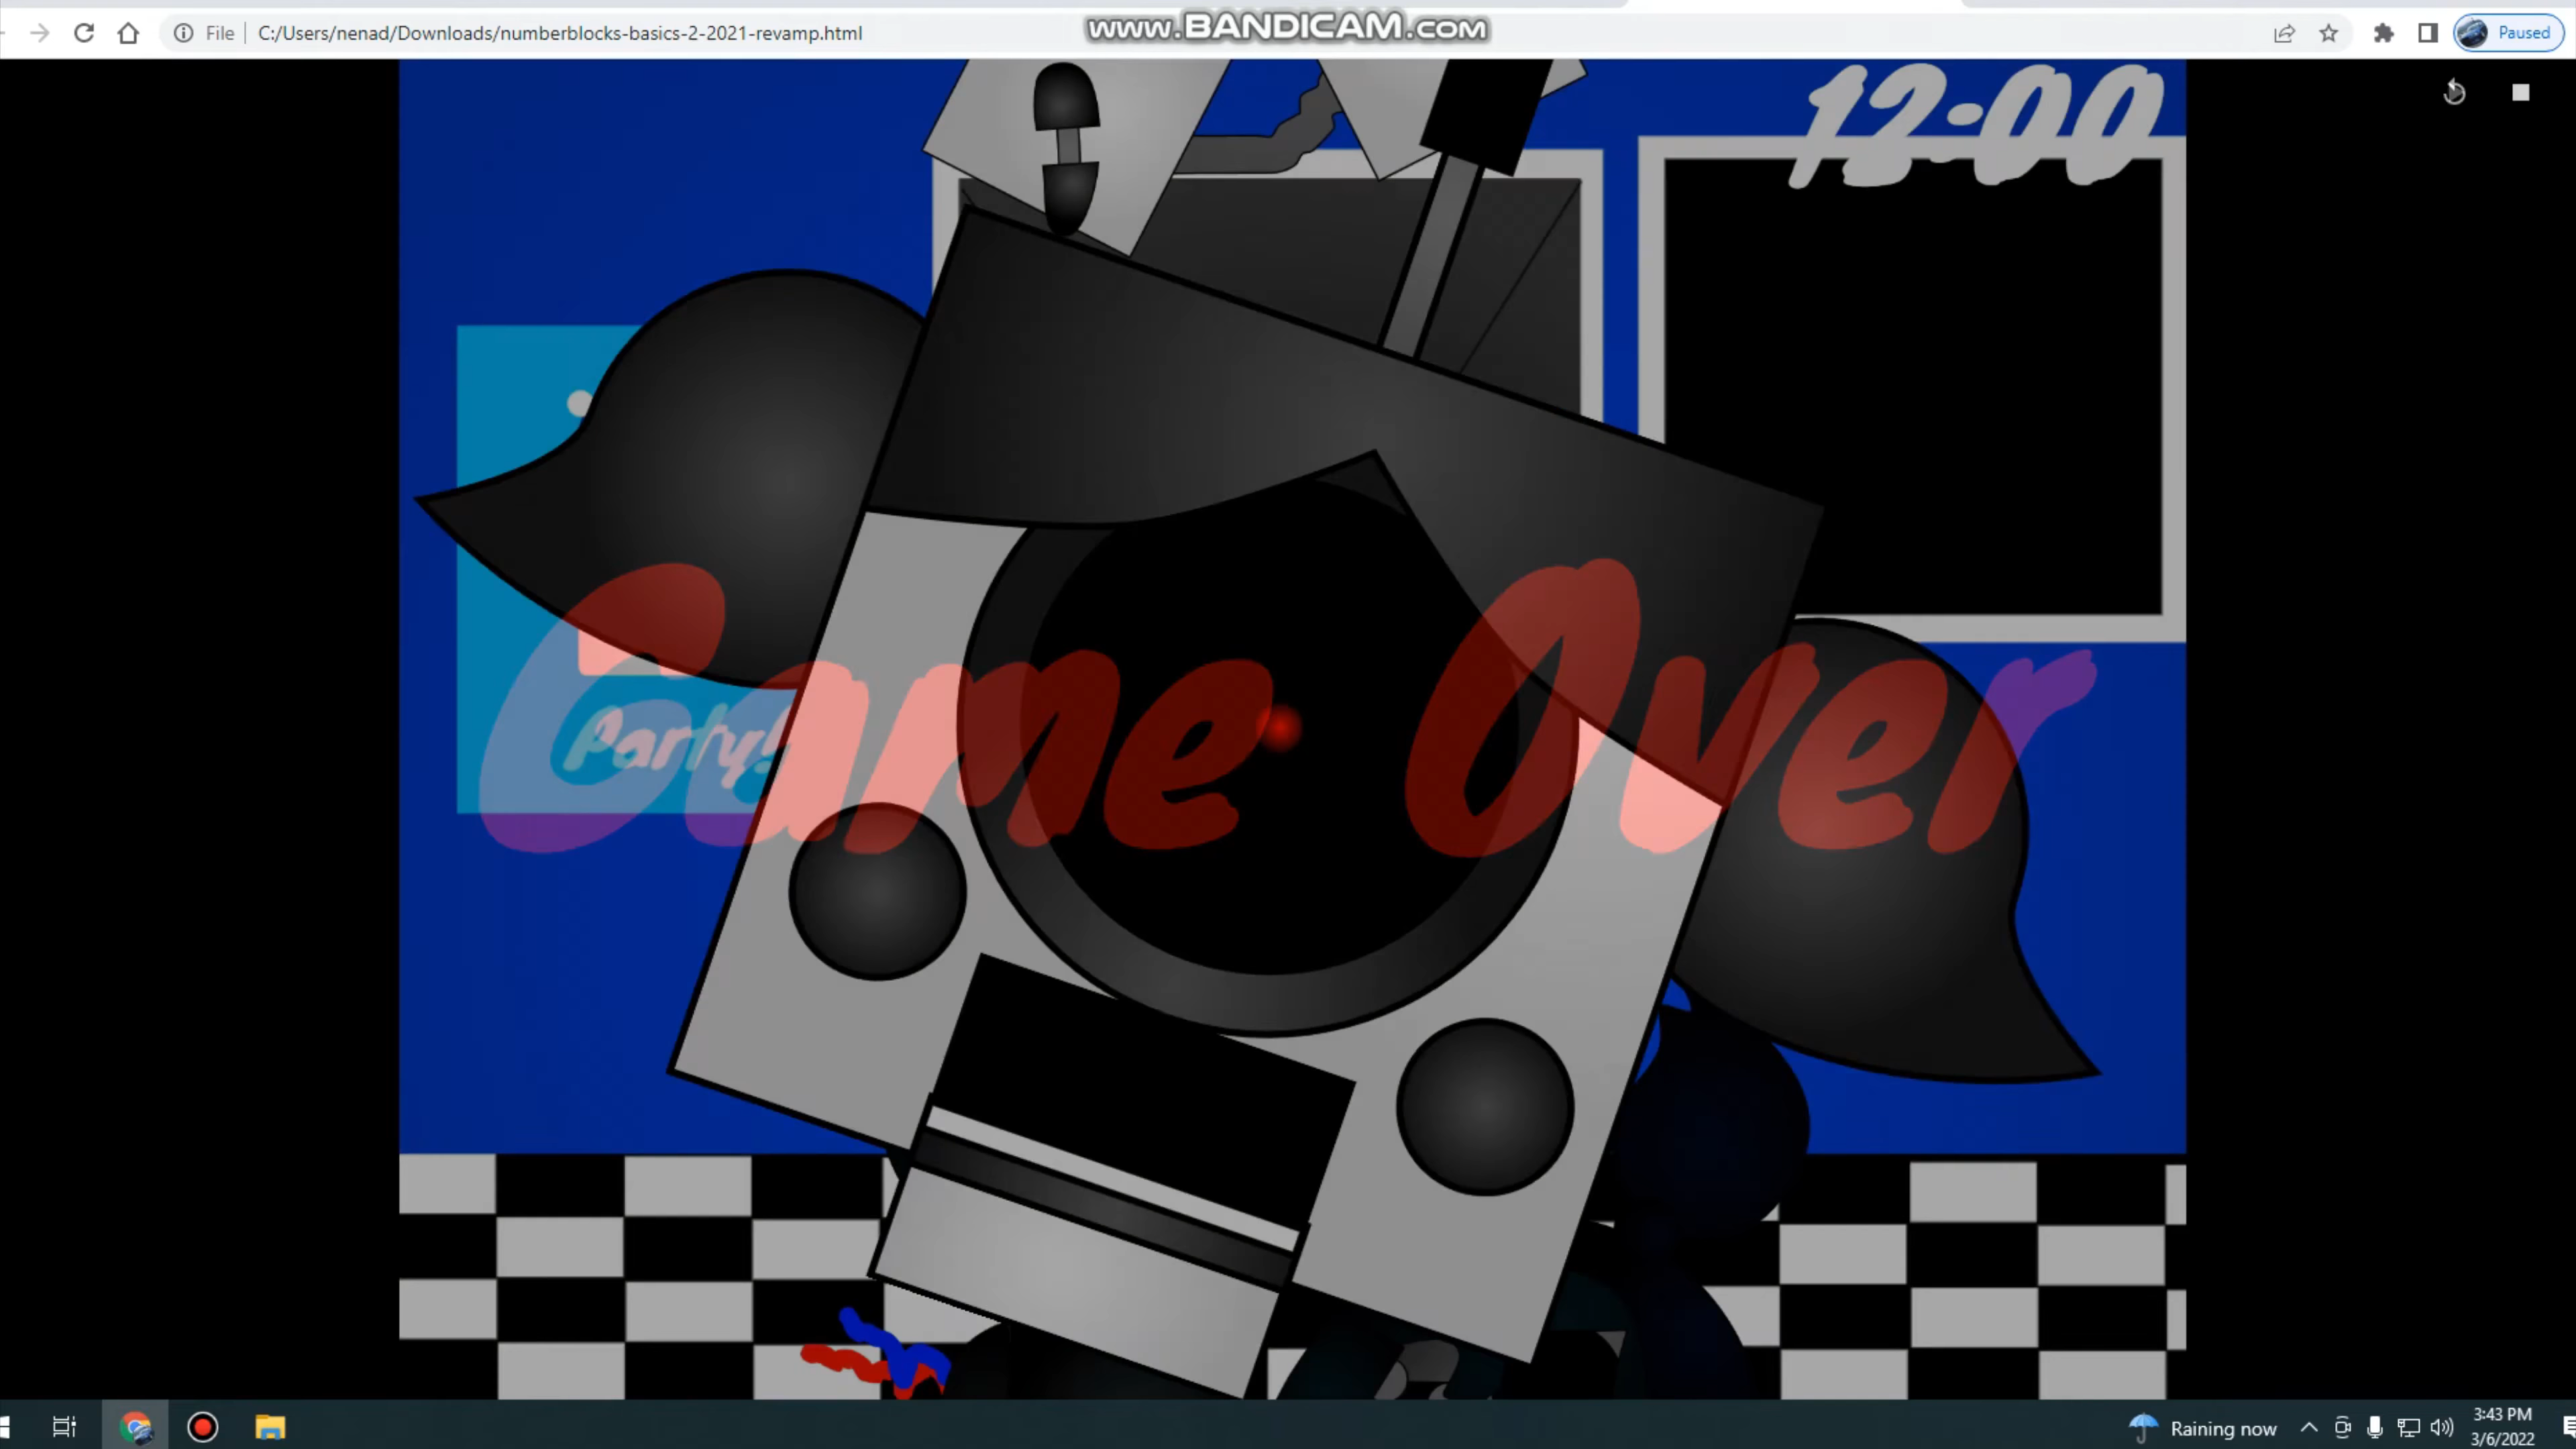 File
C:/Users/nenad/Downloads/numberblocks-basics-2-2021-revamp.html
www.BANDICAM.com
Paused
12:00
Game Over
Party!
Raining now
3:43 PM
3/6/2022